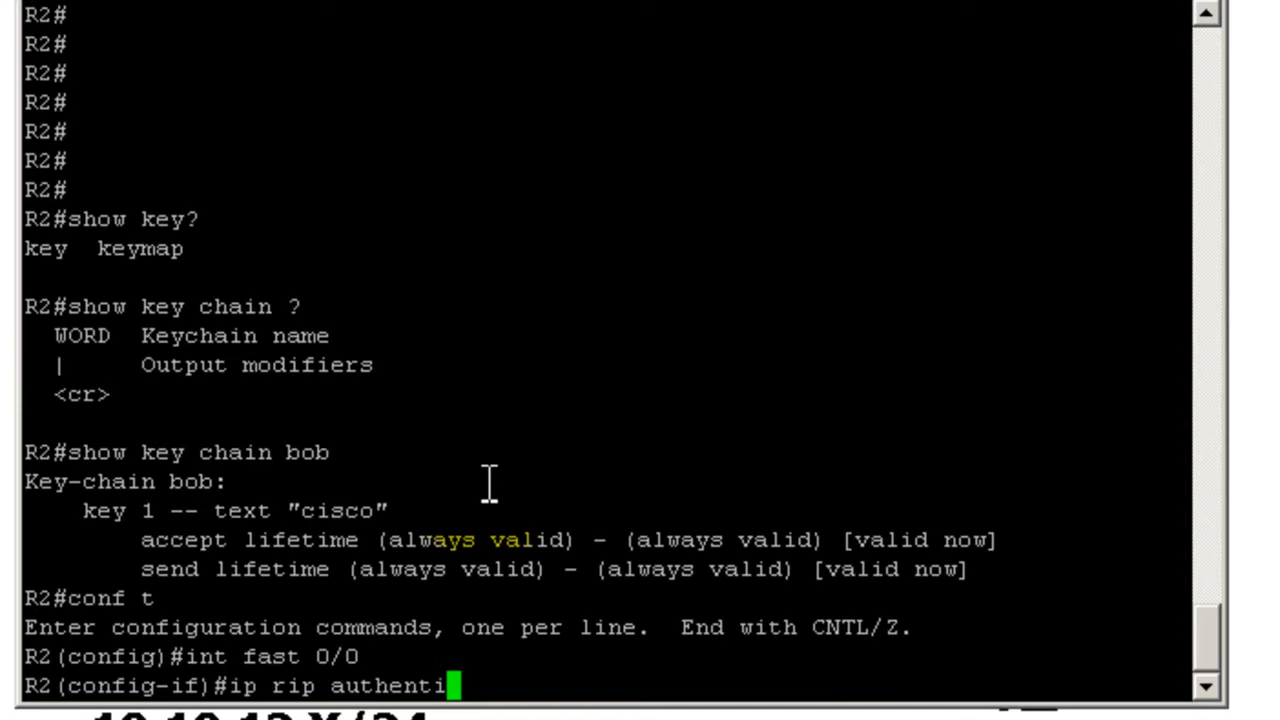 R2#
R2#
R2#
R2#
R2#
R2#
R2#
R2#show key?
key  keymap
R2#show key chain ?
  WORD  Keychain name
  |     Output modifiers
  <cr>
R2#show key chain bob
Key-chain bob:
    key 1 -- text "cisco"
        accept lifetime (always valid) - (always valid) [valid now]
        send lifetime (always valid) - (always valid) [valid now]
R2#conf t
Enter configuration commands, one per line.  End with CNTL/Z.
R2(config)#int fast 0/0
R2(config-if)#ip rip authenti